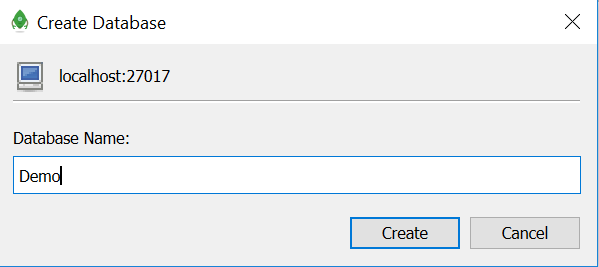 Create Database
localhost:27017
Database Name:
Demo
Create Cancel